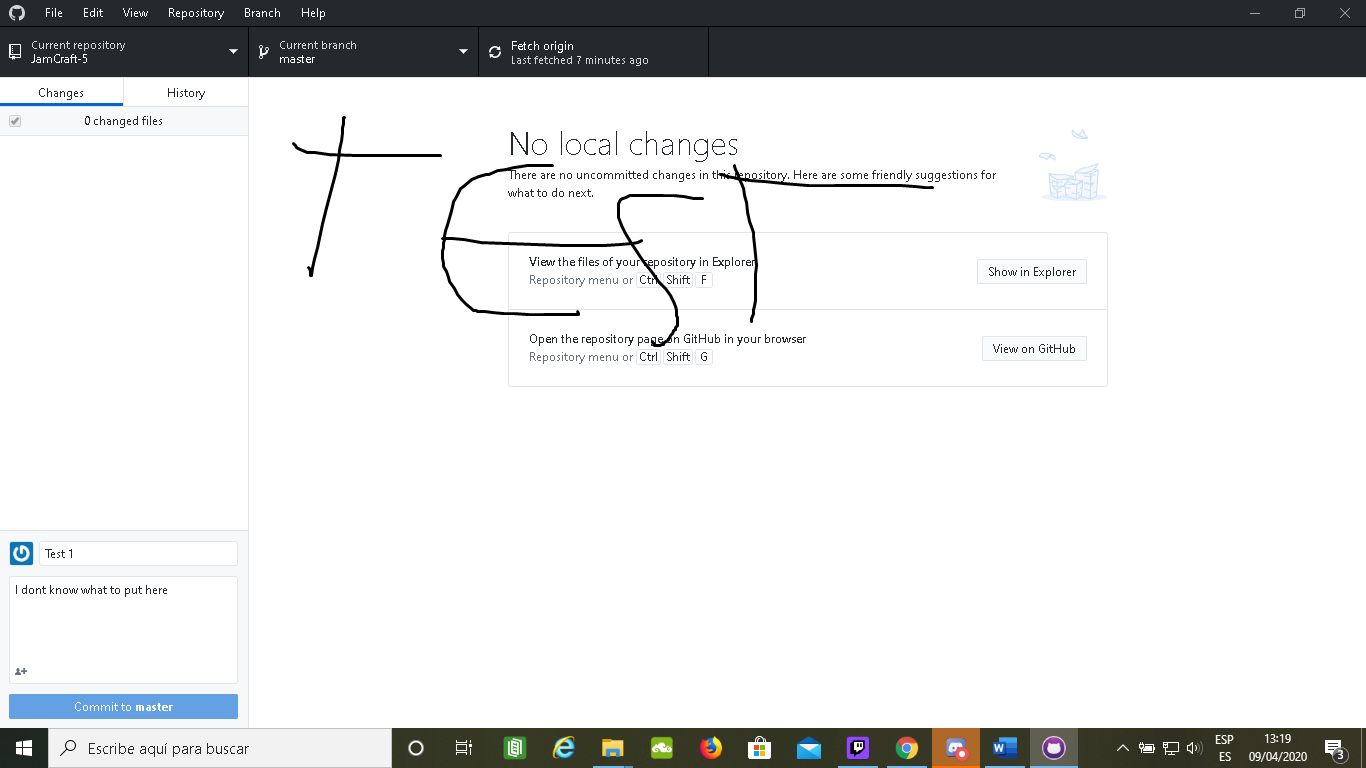 File Edit View Repository Branch Help
Current repository
JamCraft-5
Current branch
master
Fetch origin
Last fetched 7 minutes ago
Changes History
0 changed files
No local changes
There are no uncommitted changes in this repository. Here are some friendly suggestions for
what to do next.
Test
View the files of your repository in Explorer
Repository menu or Ctrl Shift F
Show in Explorer
Open the repository page on GitHub in your browser
Repository menu or Ctrl Shift G
View on GitHub
Test 1
I dont know what to put here
Commit to master
Escribe aquí para buscar
ESP
ES
13:19
09/04/2020
3